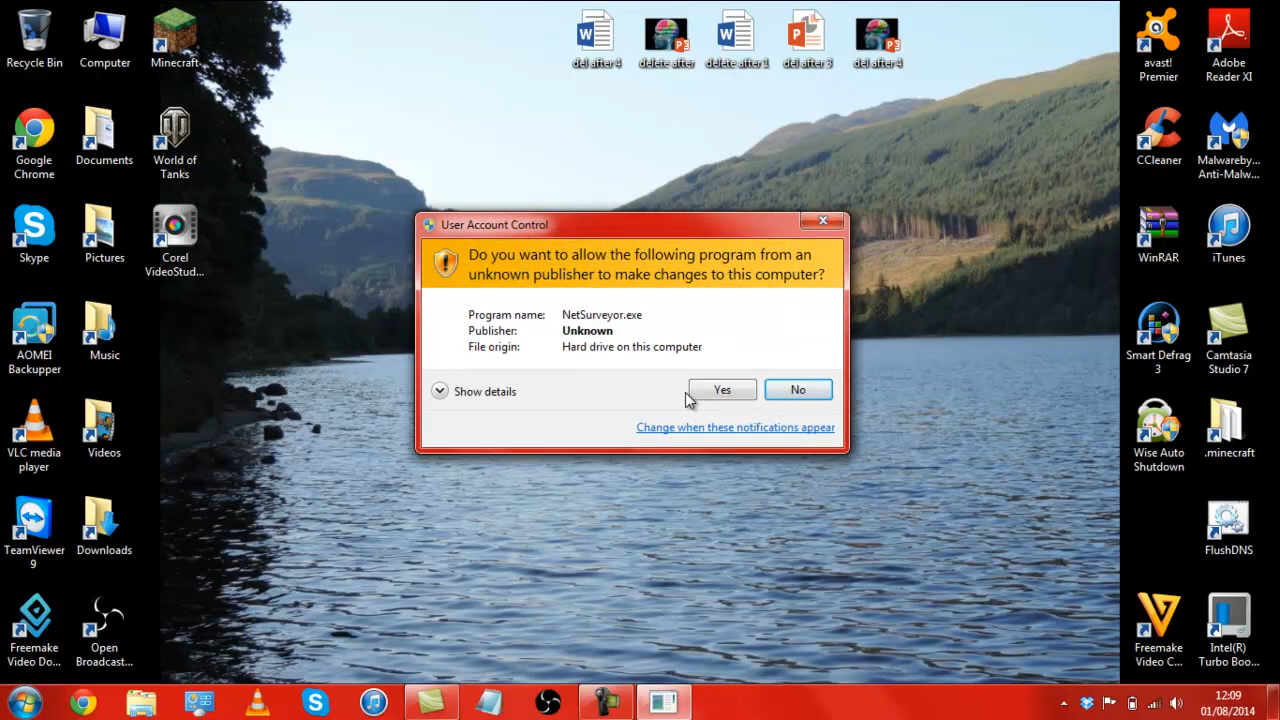 Recycle Bin
Computer
Minecraft
del after 4
delete after
delete after 1
del after 3
del after 4
avast!
Premier
Adobe
Reader XI
Google
Chrome
Documents
World of
Tanks
CCleaner
Malwareby...
Anti-Malw...
Skype
Pictures
Corel
VideoStud...
WinRAR
iTunes
User Account Control
Do you want to allow the following program from an
unknown publisher to make changes to this computer?
Program name: NetSurveyor.exe
Publisher: Unknown
File origin: Hard drive on this computer
Show details
Yes
No
Change when these notifications appear
AOMEI
Backupper
Music
Smart Defrag
3
Camtasia
Studio 7
VLC media
player
Videos
Wise Auto
Shutdown
.minecraft
TeamViewer
9
Downloads
FlushDNS
Freemake
Video Do...
Open
Broadcast...
Freemake
Video C...
Intel(R)
Turbo Boo...
12:09
01/08/2014